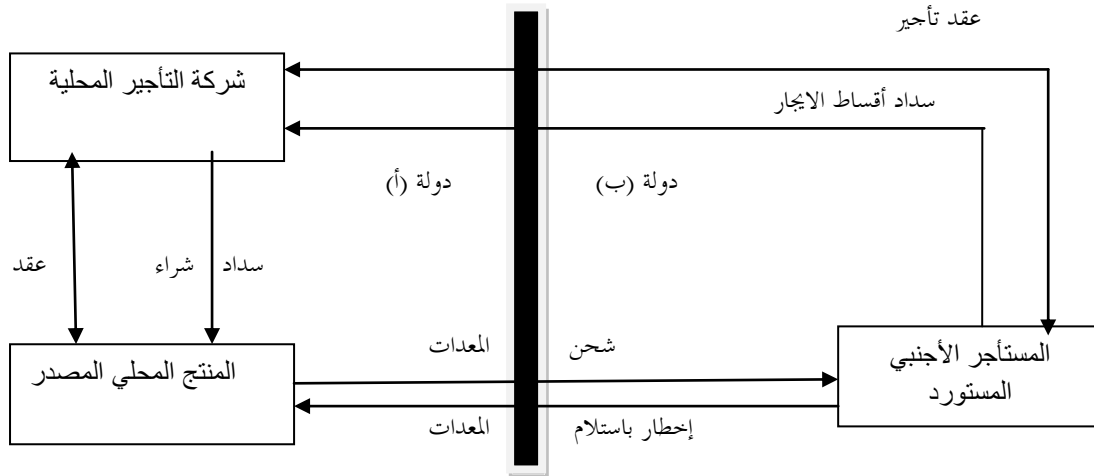 عقد تأجير
شركة التأجير المحلية
سداد أقساط الايجار
دولة (ب)
دولة (أ)
سداد
شراء
عقد
شحن
المعدات
المستأجر الأجنبي
المستورد
المنتج المحلي المصدر
إخطار باستلام
المعدات